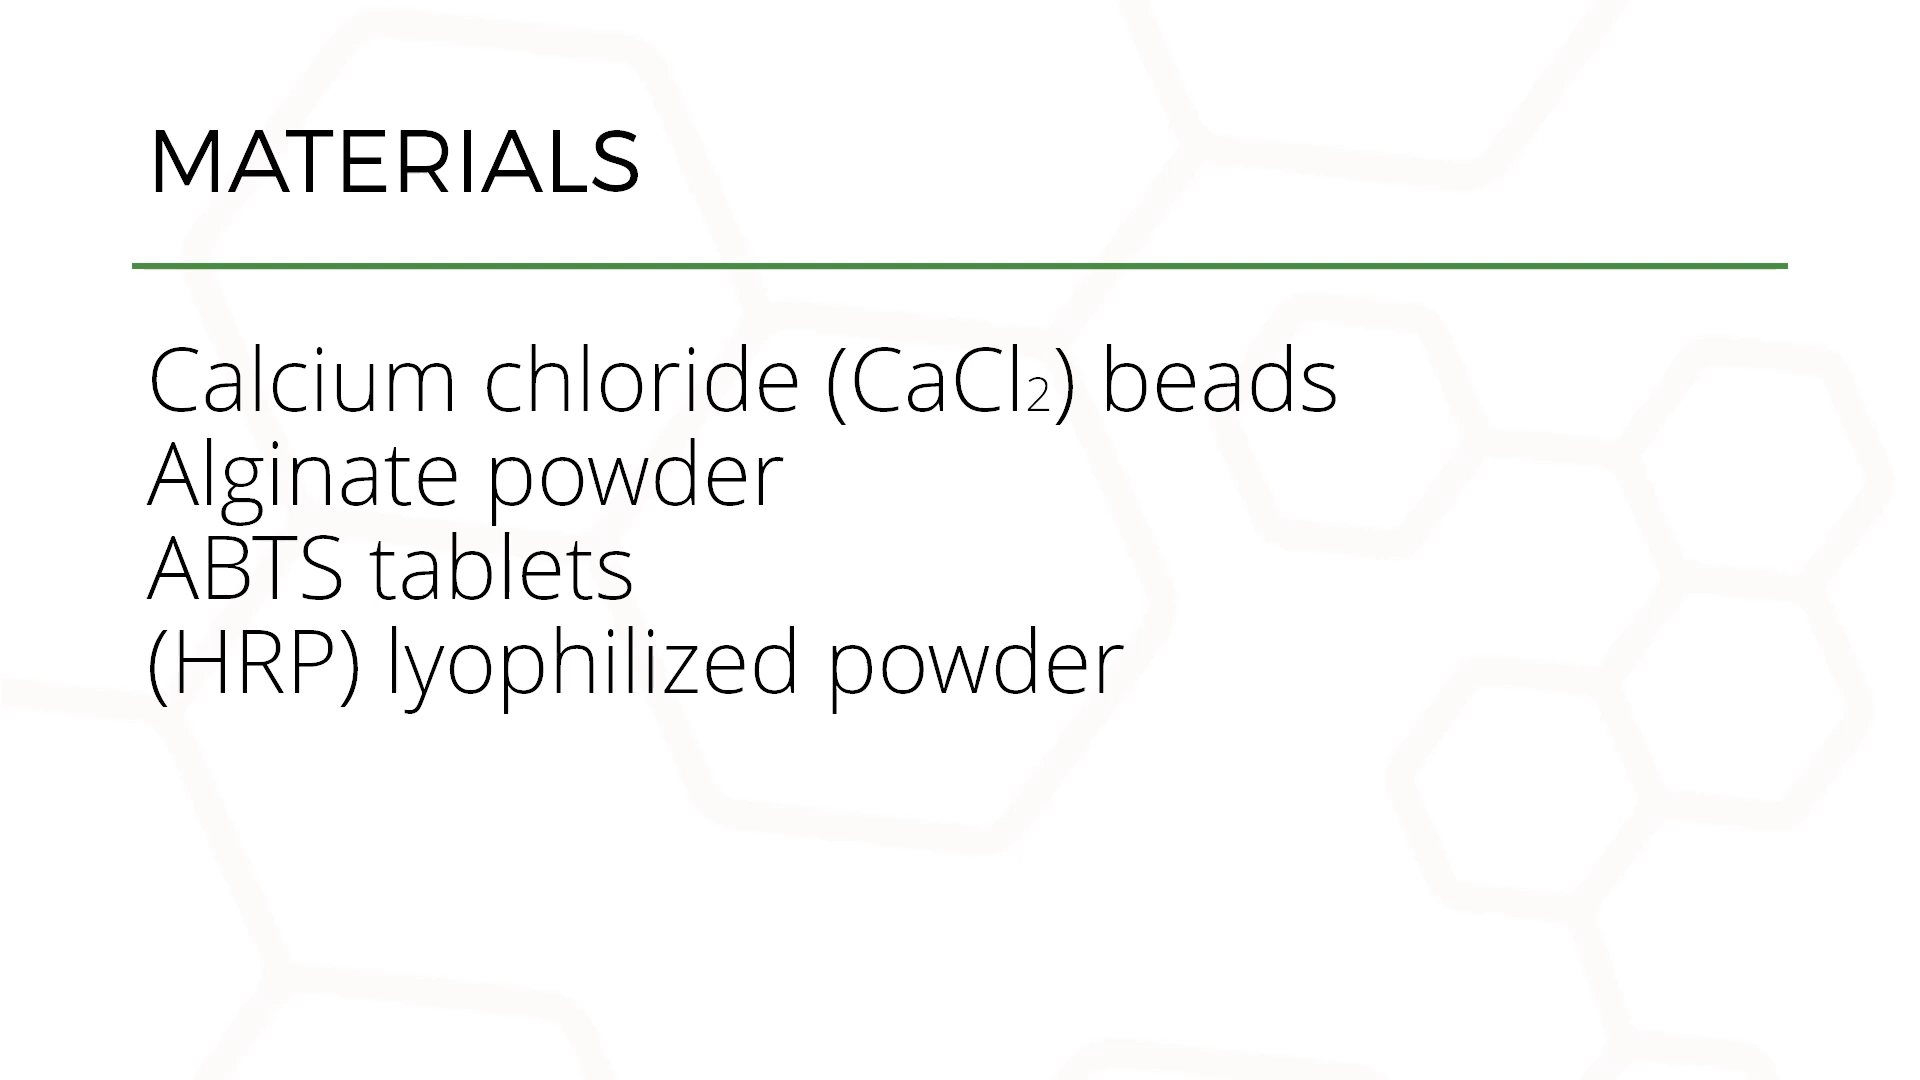 MATERIALS
Calcium chloride (CaCl₂) beads
Alginate powder
ABTS tablets
(HRP) lyophilized powder